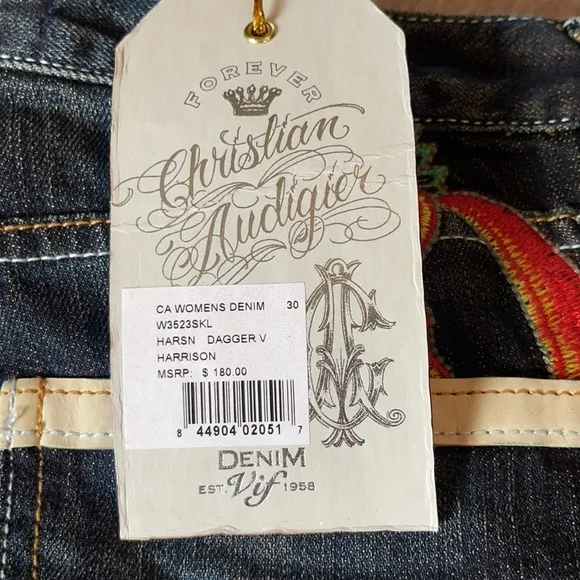 FOREVER
Christian
Audigier
CA WOMENS DENIM 30
W3523SKL
HARSN DAGGER V
HARRISON
MSRP: $ 180.00
8 44904 02051 7
DENIM
EST. Vif 1958